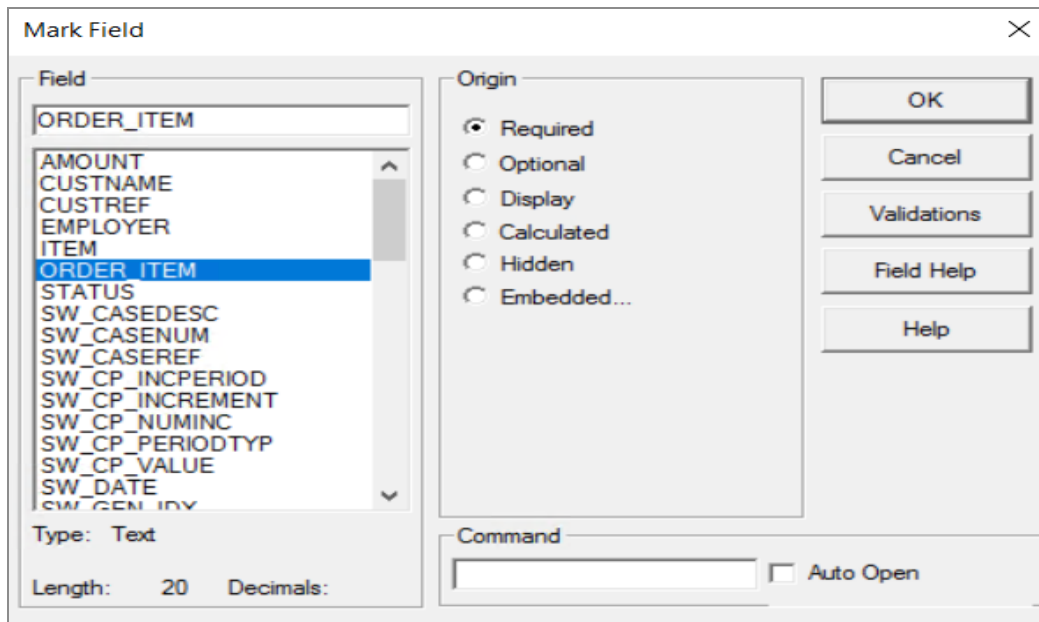 Mark Field
Field
ORDER_ITEM
AMOUNT
CUSTNAME
CUSTREF
EMPLOYER
ITEM
ORDER_ITEM
STATUS
SW_CASEDESC
SW_CASENUM
SW_CASEREF
SW_CP_INCPERIOD
SW_CP_INCREMENT
SW_CP_NUMINC
SW_CP_PERIODTYP
SW_CP_VALUE
SW_DATE
SW_GEN_IDX
Type: Text
Length: 20 Decimals:
Origin
Required
Optional
Display
Calculated
Hidden
Embedded...
Command
Auto Open
OK
Cancel
Validations
Field Help
Help